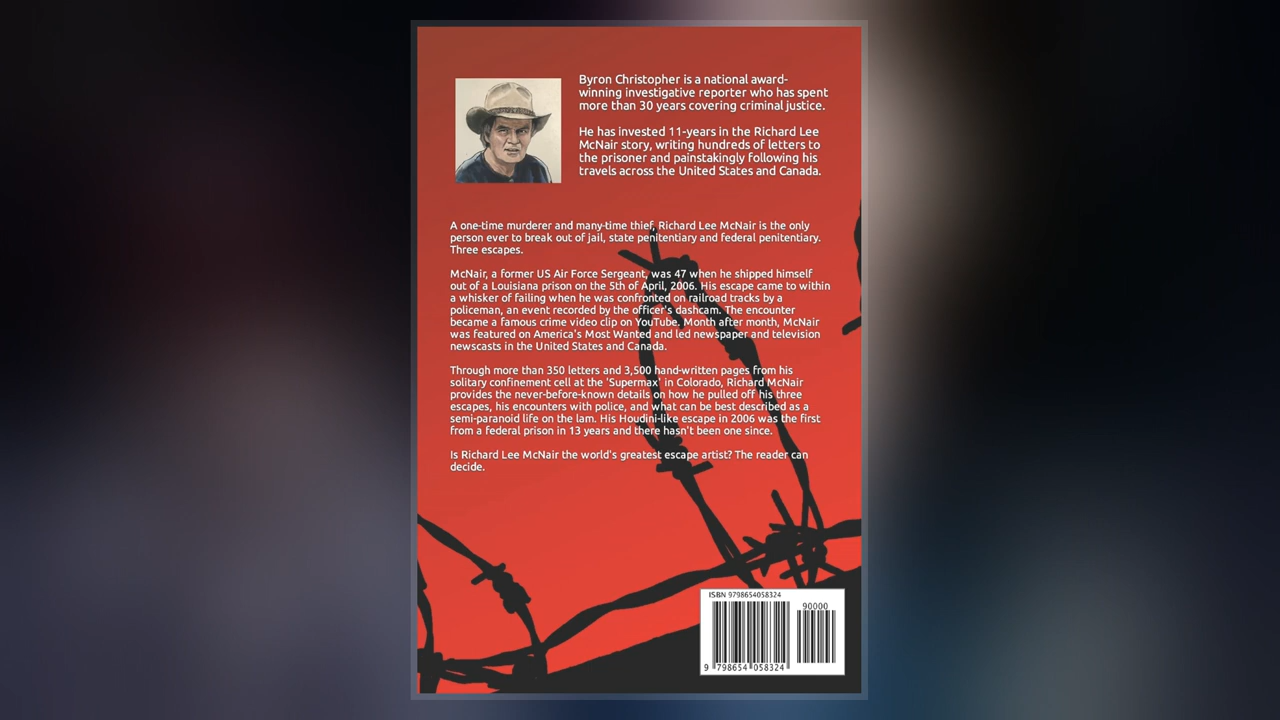 Byron Christopher is a national award-
winning investigative reporter who has spent
more than 30 years covering criminal justice.
He has invested 11-years in the Richard Lee
McNair story, writing hundreds of letters to
the prisoner and painstakingly following his
travels across the United States and Canada.
A one-time murderer and many-time thief, Richard Lee McNair is the only
person ever to break out of jail, state penitentiary and federal penitentiary.
Three escapes.
McNair, a former US Air Force Sergeant, was 47 when he shipped himself
out of a Louisiana prison on the 5th of April, 2006. His escape came to within
a whisker of failing when he was confronted on railroad tracks by a
policeman, an event recorded by the officer's dashcam. The encounter
became a famous crime video clip on YouTube. Month after month, McNair
was featured on America's Most Wanted and led newspaper and television
newscasts in the United States and Canada.
Through more than 350 letters and 3,500 hand-written pages from his
solitary confinement cell at the 'Supermax' in Colorado, Richard McNair
provides the never-before-known details on how he pulled off his three
escapes, his encounters with police, and what can be best described as a
semi-paranoid life on the lam. His Houdini-like escape in 2006 was the first
from a federal prison in 13 years and there hasn't been one since.
Is Richard Lee McNair the world's greatest escape artist? The reader can
decide.
ISBN 9798654058324
90000
9 798654 058324